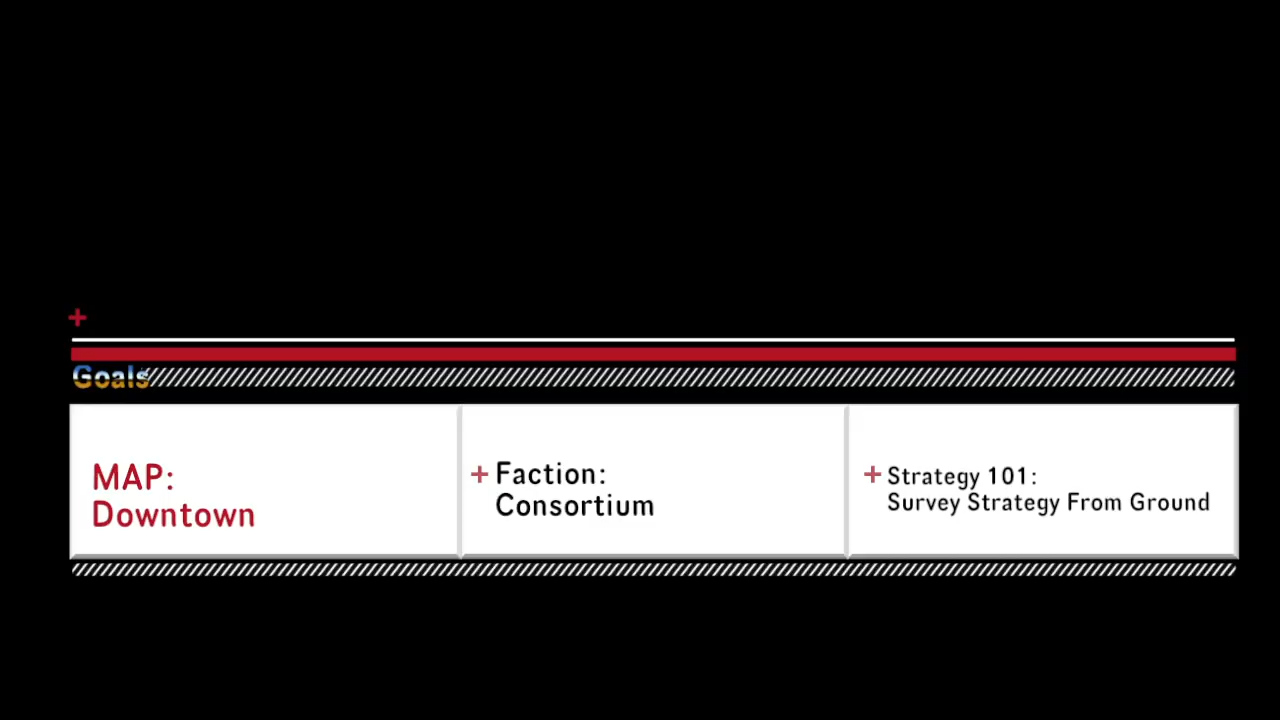 +
Goals
MAP:
Downtown
+ Faction:
Consortium
+ Strategy 101:
Survey Strategy From Ground